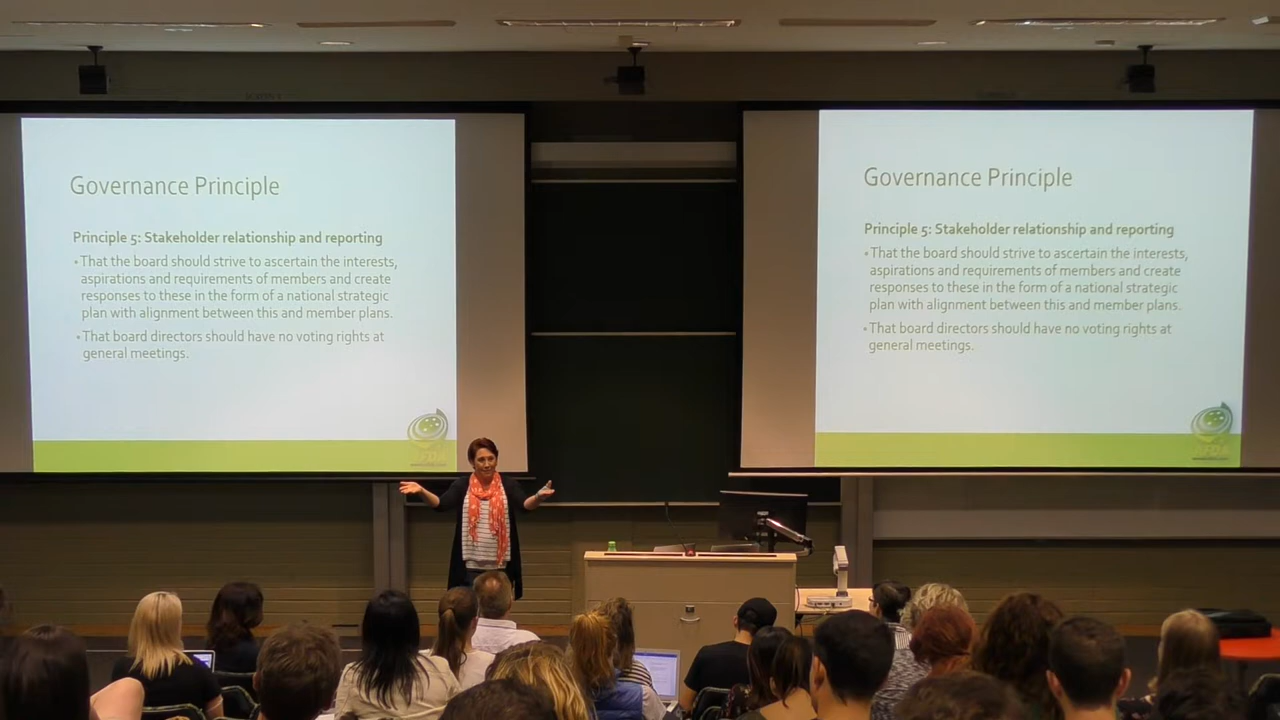 Governance Principle
Principle 5: Stakeholder relationship and reporting
• That the board should strive to ascertain the interests,
aspirations and requirements of members and create
responses to these in the form of a national strategic
plan with alignment between this and member plans.
• That board directors should have no voting rights at
general meetings.
Governance Principle
Principle 5: Stakeholder relationship and reporting
• That the board should strive to ascertain the interests,
aspirations and requirements of members and create
responses to these in the form of a national strategic
plan with alignment between this and member plans.
• That board directors should have no voting rights at
general meetings.